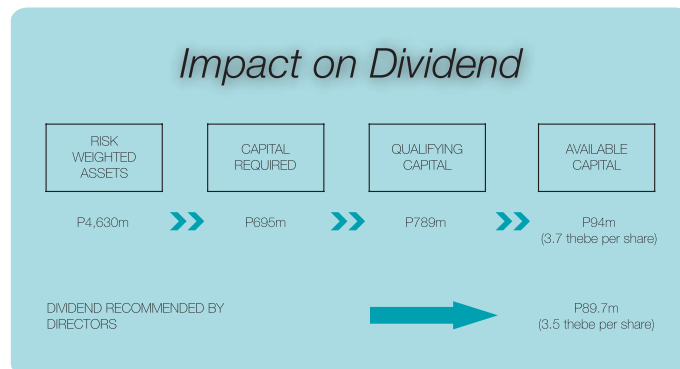 Impact on Dividend
RISK
WEIGHTED
ASSETS
CAPITAL
REQUIRED
QUALIFYING
CAPITAL
AVAILABLE
CAPITAL
P4,630m
P695m
P789m
P94m
(3.7 thebe per share)
DIVIDEND RECOMMENDED BY
DIRECTORS
P89.7m
(3.5 thebe per share)